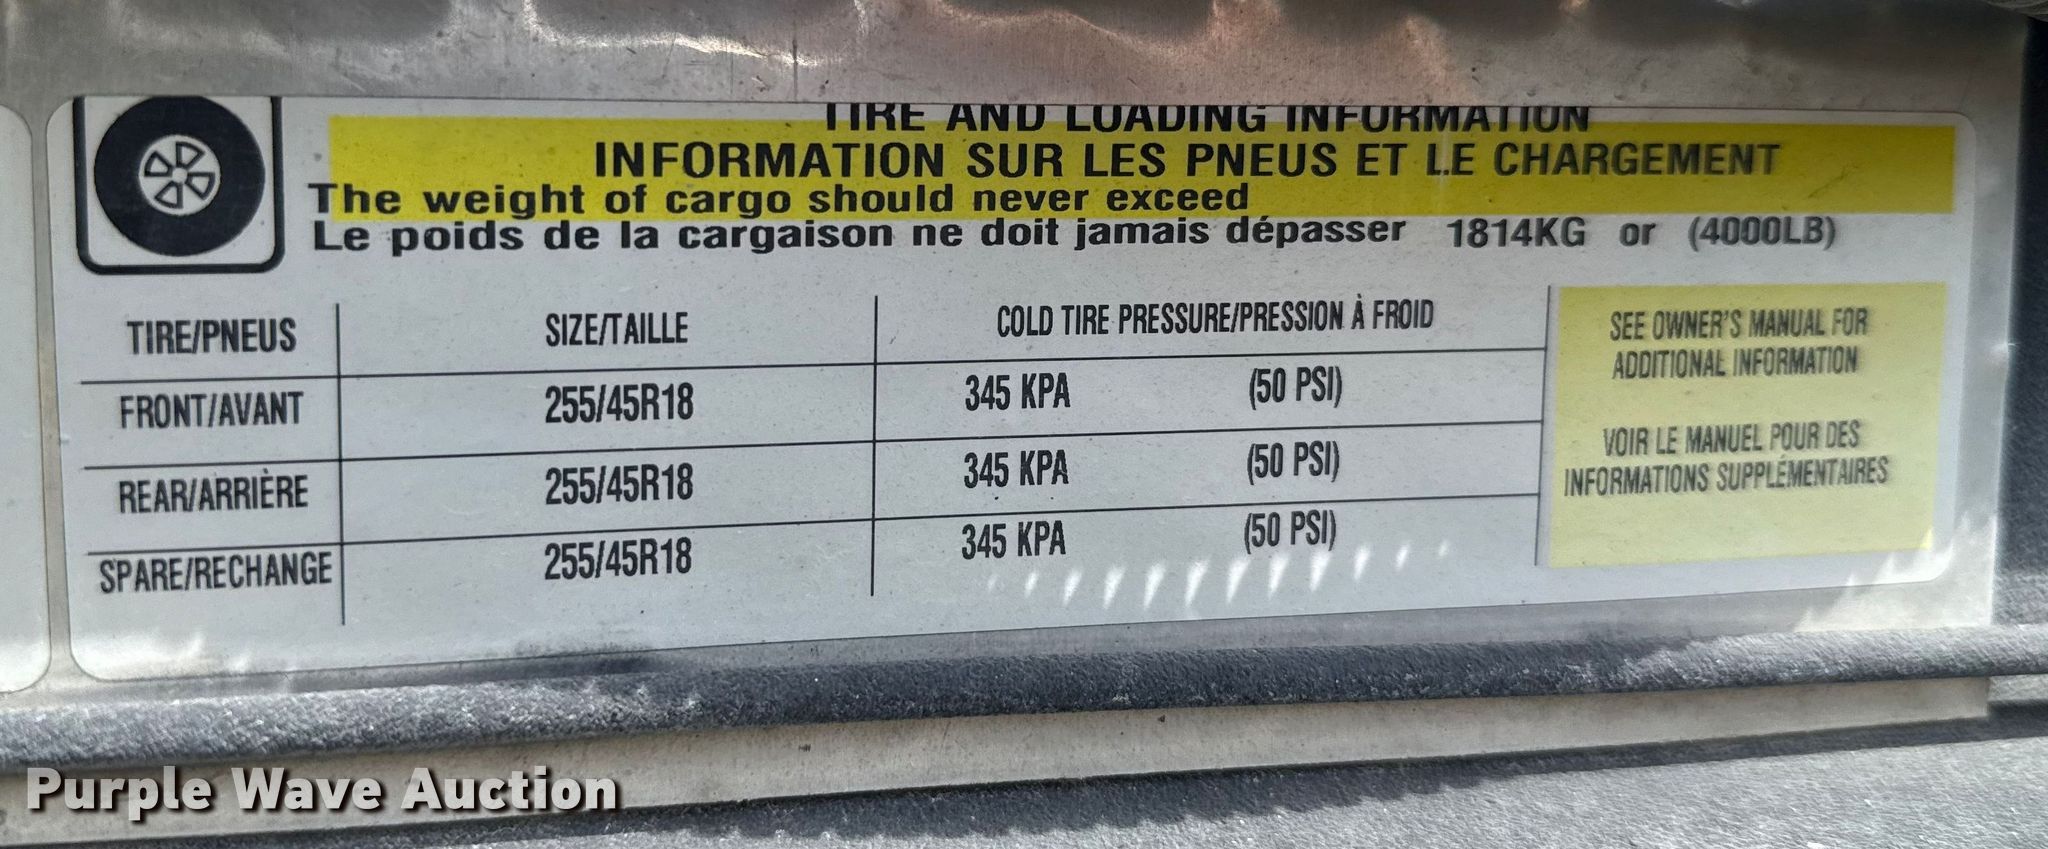 TIRE AND LOADING INFORMATION
INFORMATION SUR LES PNEUS ET LE CHARGEMENT
The weight of cargo should never exceed
Le poids de la cargaison ne doit jamais dépasser 1814KG or (4000LB)
TIRE/PNEUS SIZE/TAILLE COLD TIRE PRESSURE/PRESSION À FROID
FRONT/AVANT 255/45R18 345 KPA (50 PSI)
REAR/ARRIÈRE 255/45R18 345 KPA (50 PSI)
SPARE/RECHANGE 255/45R18 345 KPA (50 PSI)
SEE OWNER'S MANUAL FOR
ADDITIONAL INFORMATION
VOIR LE MANUEL POUR DES
INFORMATIONS SUPPLÉMENTAIRES
Purple Wave Auction